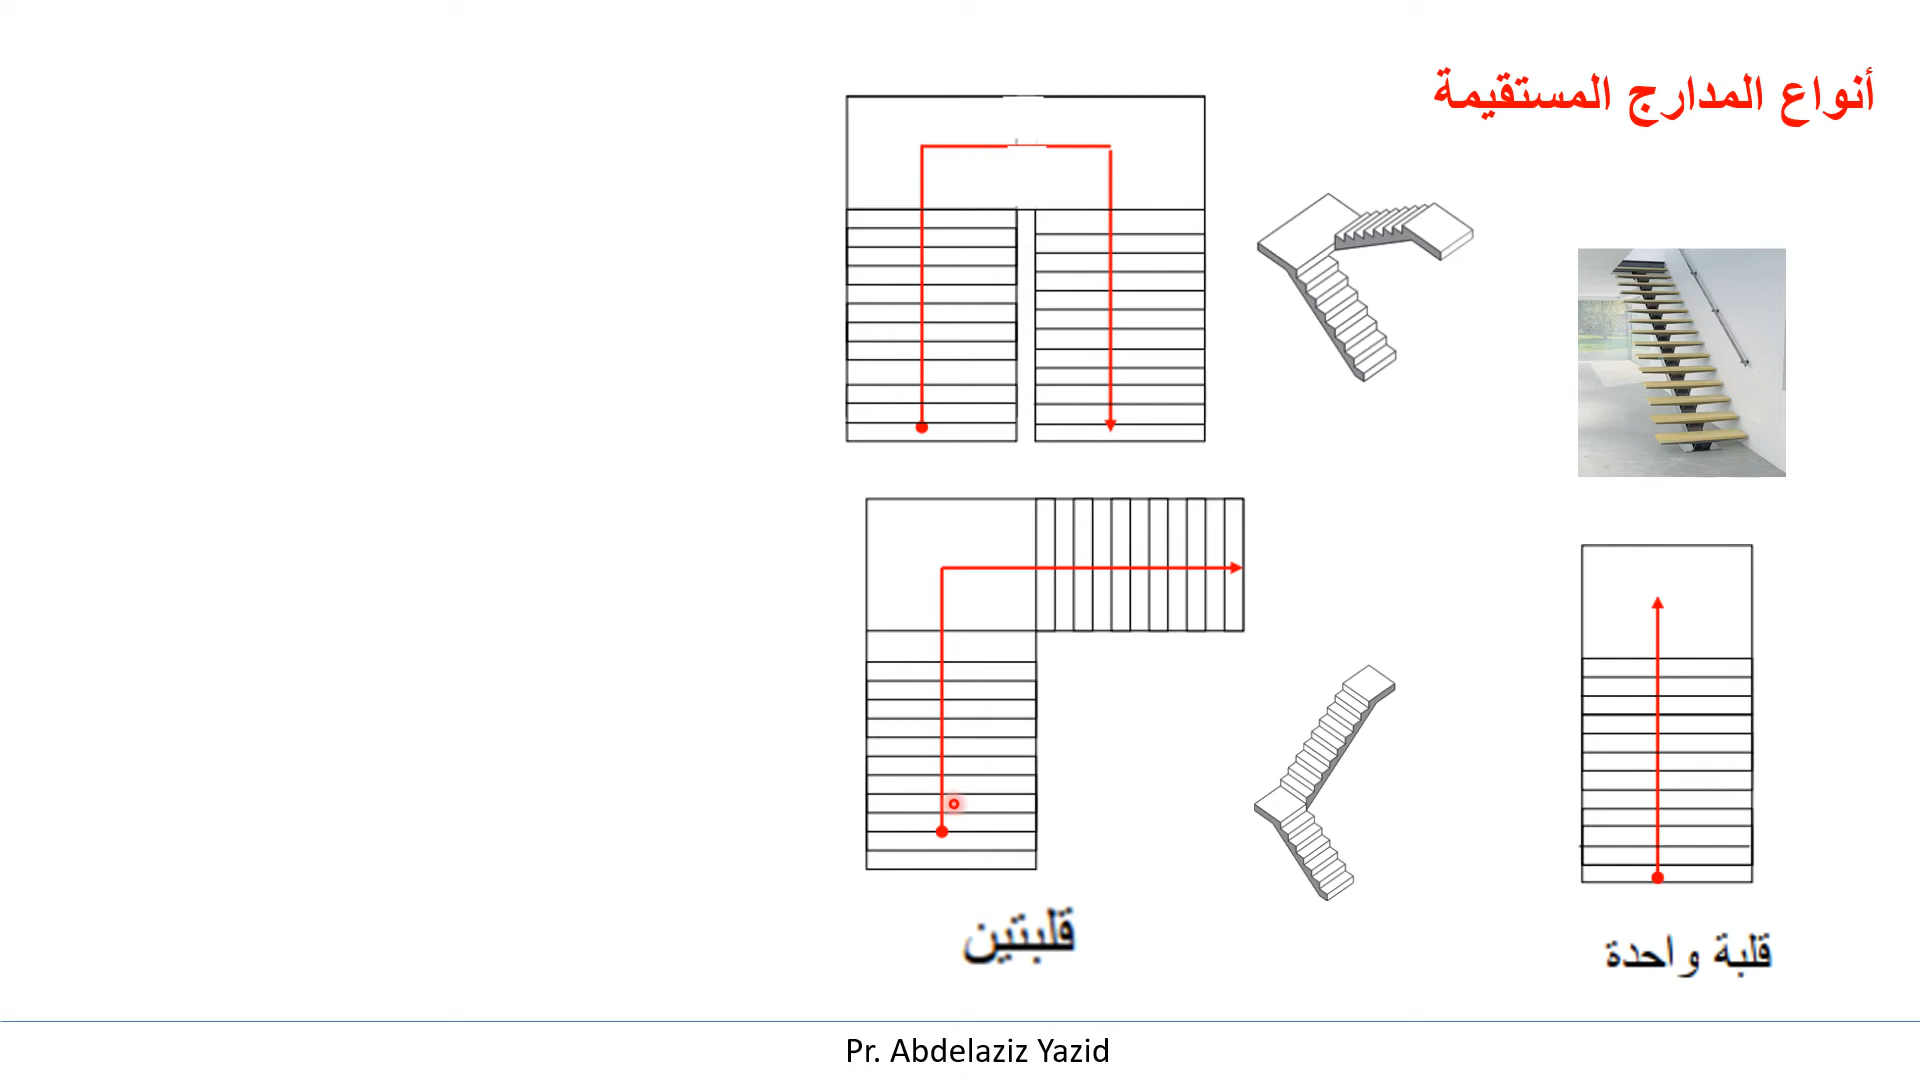 أنواع المدارج المستقيمة
قلبة واحدة
قلبتين
Pr. Abdelaziz Yazid